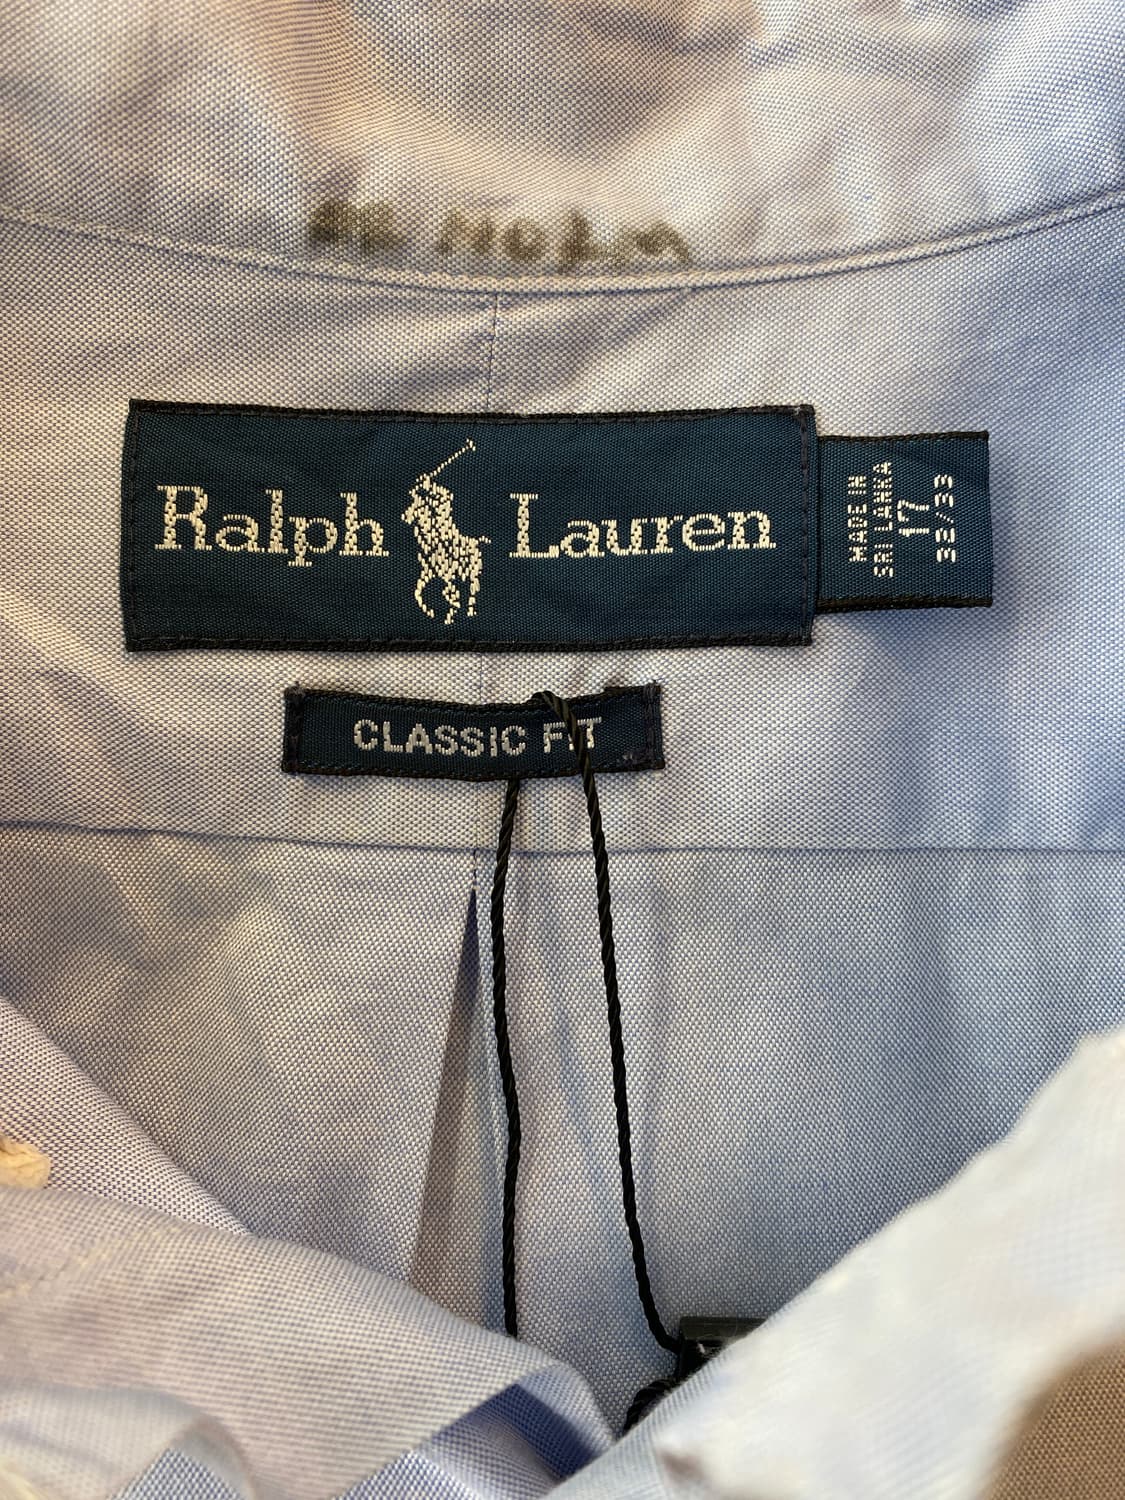 Ralph Lauren
MADE IN
SRI LANKA
17
32/33
CLASSIC FIT